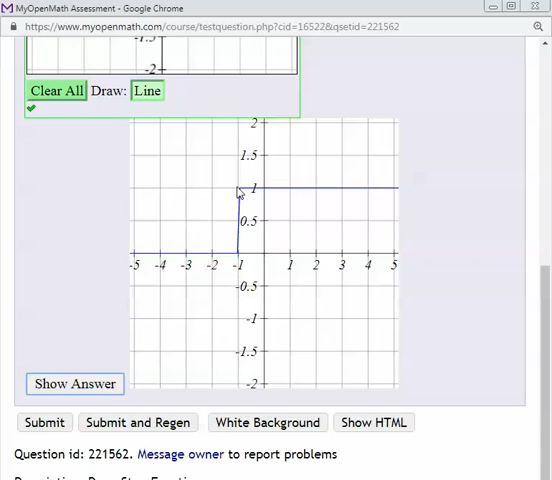 MyOpenMath Assessment - Google Chrome
https://www.myopenmath.com/course/testquestion.php?cid=16522&qsetid=221562
-1.5
-2
Clear All Draw: Line
2
1.5
1
0.5
-5 -4 -3 -2 -1 1 2 3 4 5
-0.5
-1
-1.5
-2
Show Answer
Submit Submit and Regen White Background Show HTML
Question id: 221562. Message owner to report problems